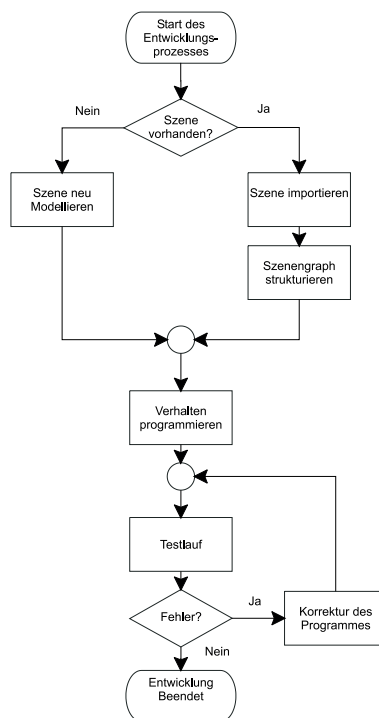 Start des
Entwicklungs-
prozesses
Nein
Szene
vorhanden?
Ja
Szene neu
Modellieren
Szene importieren
Szenengraph
strukturieren
Verhalten
programmieren
Testlauf
Fehler?
Ja
Korrektur des
Programmes
Nein
Entwicklung
Beendet